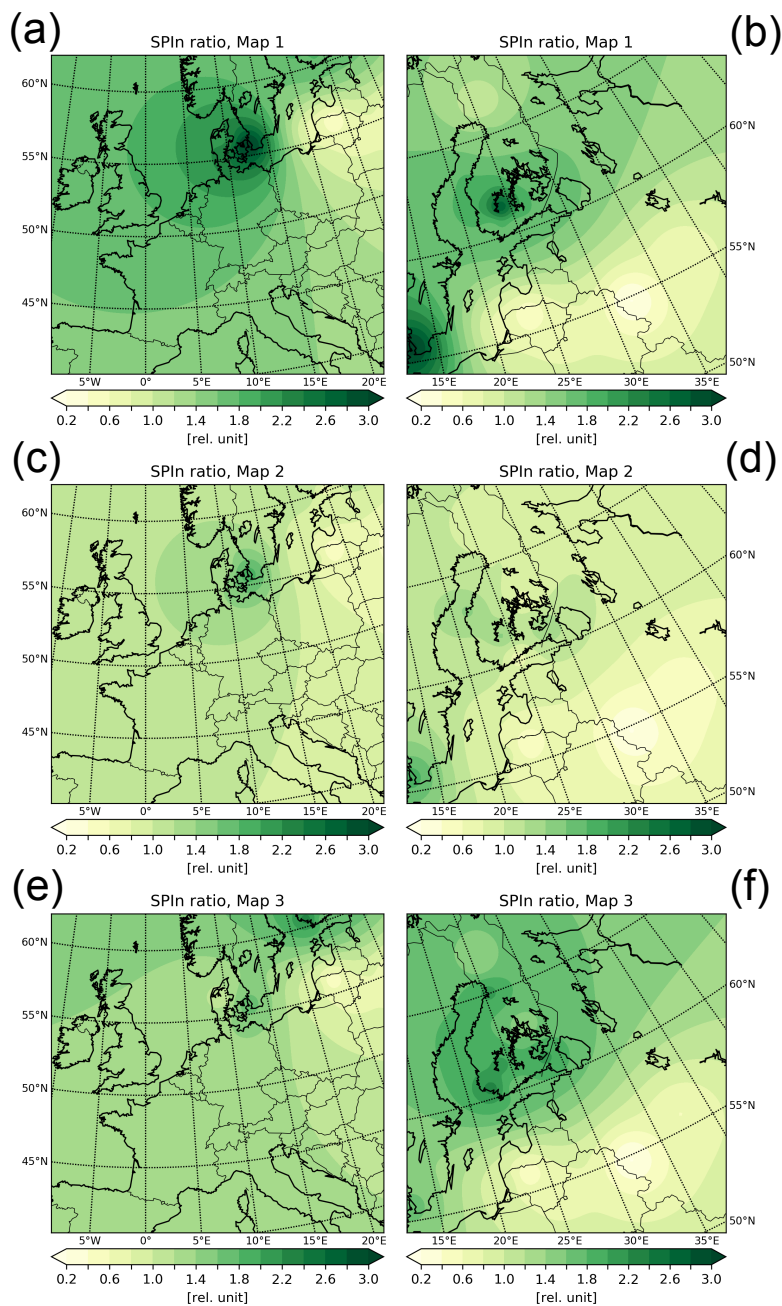 (a) (b)
SPIn ratio, Map 1 SPIn ratio, Map 1
60°N 55°N 50°N 45°N
5°W 0° 5°E 10°E 15°E 20°E
60°N 55°N 50°N
15°E 20°E 25°E 30°E 35°E
0.2 0.6 1.0 1.4 1.8 2.2 2.6 3.0
[rel. unit]
0.2 0.6 1.0 1.4 1.8 2.2 2.6 3.0
[rel. unit]
(c) (d)
SPIn ratio, Map 2 SPIn ratio, Map 2
60°N 55°N 50°N 45°N
5°W 0° 5°E 10°E 15°E 20°E
60°N 55°N 50°N
20°E 25°E 30°E 35°E
0.2 0.6 1.0 1.4 1.8 2.2 2.6 3.0
[rel. unit]
0.2 0.6 1.0 1.4 1.8 2.2 2.6 3.0
[rel. unit]
(e) (f)
SPIn ratio, Map 3 SPIn ratio, Map 3
60°N 55°N 50°N 45°N
5°W 0° 5°E 10°E 15°E 20°E
60°N 55°N 50°N
15°E 20°E 25°E 30°E 35°E
0.2 0.6 1.0 1.4 1.8 2.2 2.6 3.0
[rel. unit]
0.2 0.6 1.0 1.4 1.8 2.2 2.6 3.0
[rel. unit]